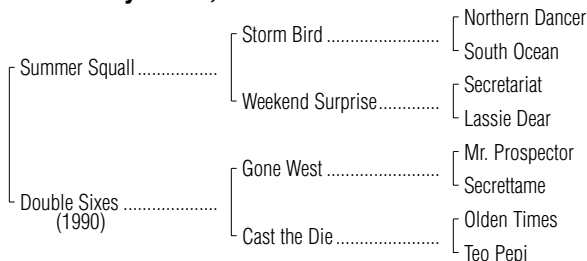 Northern Dancer
Storm Bird ..........................
South Ocean
Summer Squall .................
Secretariat
Weekend Surprise..............
Lassie Dear
Mr. Prospector
Gone West .........................
Secrettame
Double Sixes ....................
(1990)
Olden Times
Cast the Die .......................
Teo Pepi